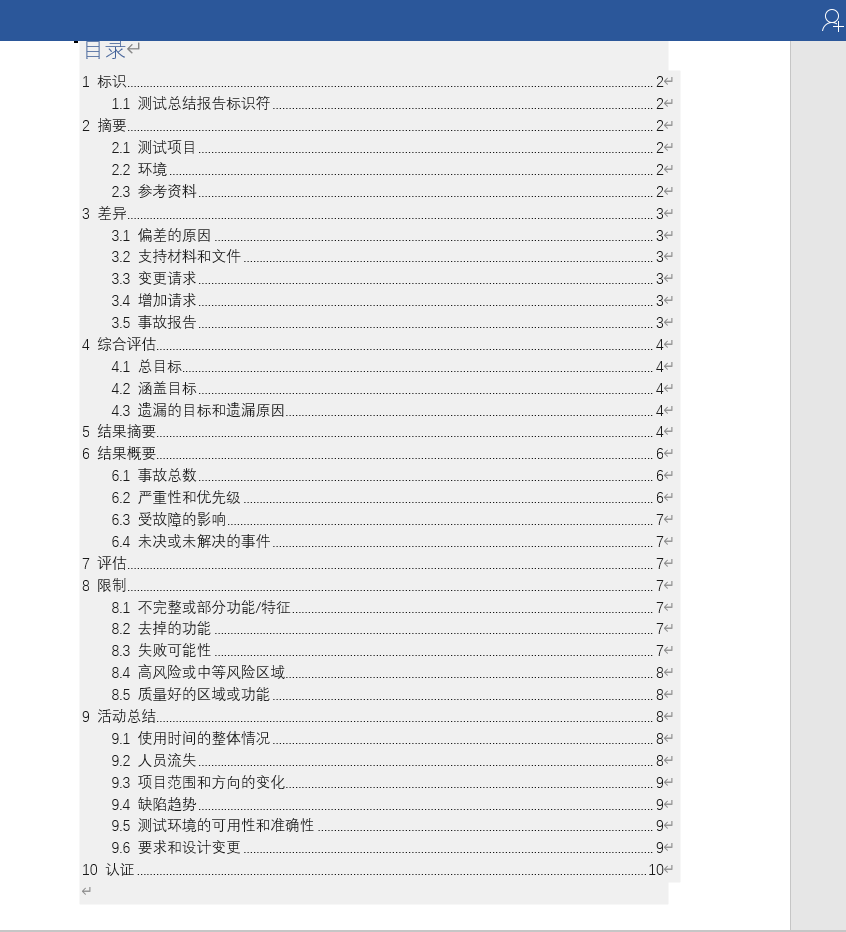 目录
1 标识 2
1.1 测试总结报告标识符 2
2 摘要 2
2.1 测试项目 2
2.2 环境 2
2.3 参考资料 2
3 差异 3
3.1 偏差的原因 3
3.2 支持材料和文件 3
3.3 变更请求 3
3.4 增加请求 3
3.5 事故报告 3
4 综合评估 4
4.1 总目标 4
4.2 涵盖目标 4
4.3 遗漏的目标和遗漏原因 4
5 结果摘要 4
6 结果概要 6
6.1 事故总数 6
6.2 严重性和优先级 6
6.3 受故障的影响 7
6.4 未决或未解决的事件 7
7 评估 7
8 限制 7
8.1 不完整或部分功能/特征 7
8.2 去掉的功能 7
8.3 失败可能性 7
8.4 高风险或中等风险区域 8
8.5 质量好的区域或功能 8
9 活动总结 8
9.1 使用时间的整体情况 8
9.2 人员流失 8
9.3 项目范围和方向的变化 9
9.4 缺陷趋势 9
9.5 测试环境的可用性和准确性 9
9.6 要求和设计变更 9
10 认证 10